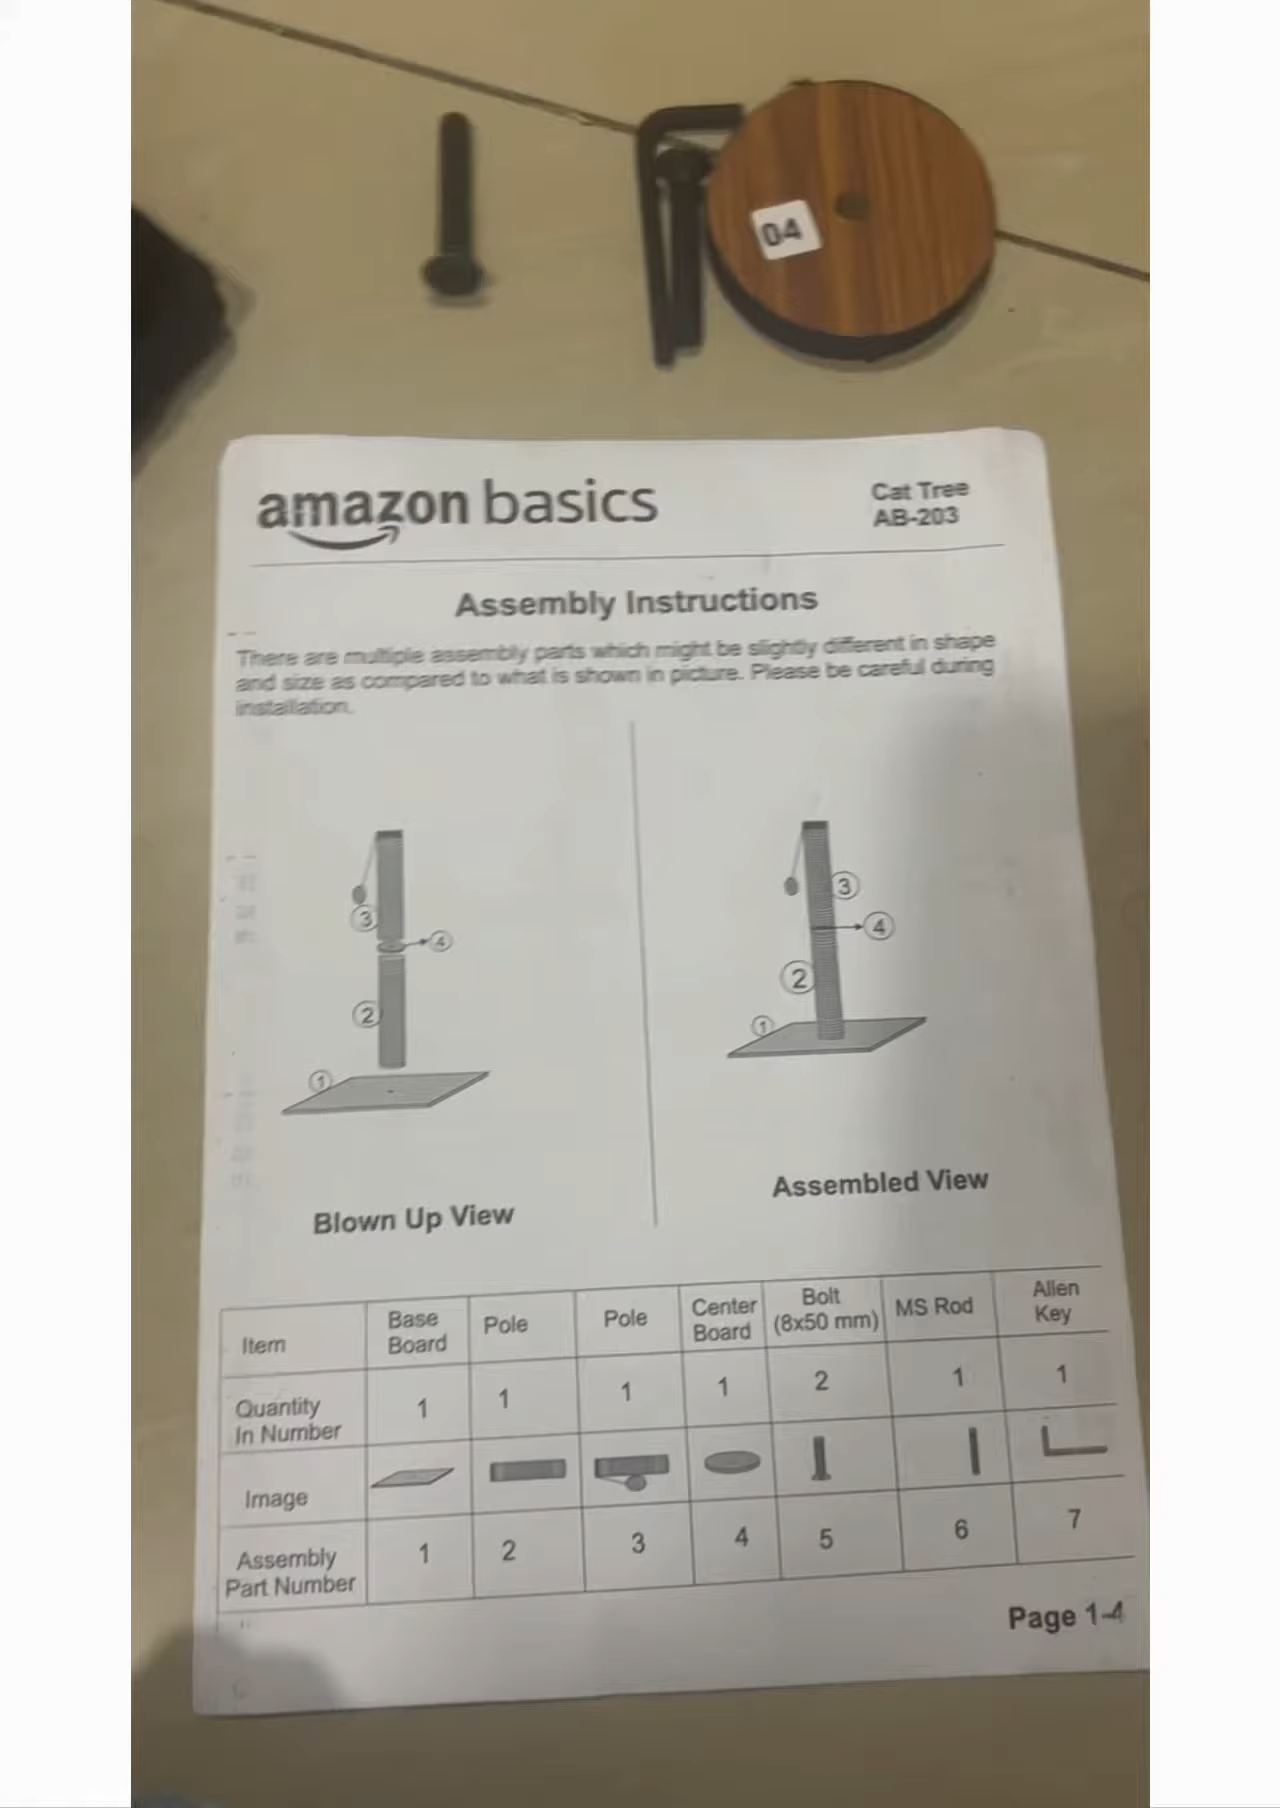 04
amazon basics
Cat Tree
AB-203
Assembly Instructions
There are multiple assembly parts which might be slightly different in shape
and size as compared to what is shown in picture. Please be careful during
installation.
3
4
2
1
3
4
2
1
Blown Up View
Assembled View
Item Base Board Pole Pole Center Board Bolt (8x50 mm) MS Rod Allen Key
Quantity In Number 1 1 1 1 2 1 1
Image
Assembly Part Number 1 2 3 4 5 6 7
Page 1-4